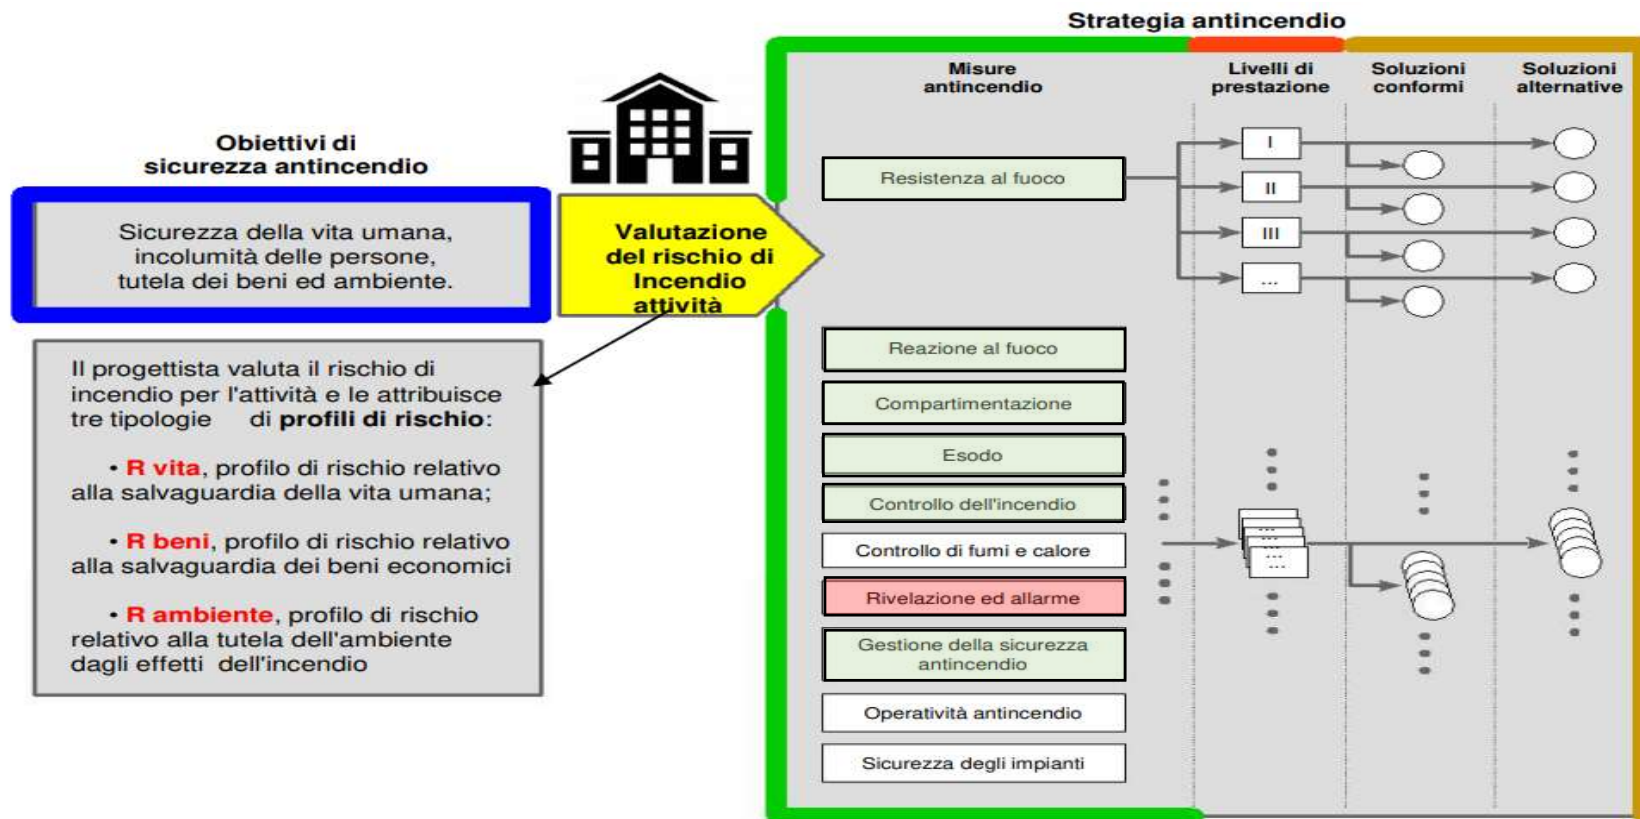 Strategia antincendio
Obiettivi di
sicurezza antincendio
Sicurezza della vita umana,
incolumità delle persone,
tutela dei beni ed ambiente.
Valutazione
del rischio di
Incendio
attività
Il progettista valuta il rischio di
incendio per l'attività e le attribuisce
tre tipologie di profili di rischio:
• R vita, profilo di rischio relativo
alla salvaguardia della vita umana;
• R beni, profilo di rischio relativo
alla salvaguardia dei beni economici
• R ambiente, profilo di rischio
relativo alla tutela dell'ambiente
dagli effetti dell'incendio
Misure
antincendio
Livelli di
prestazione
Soluzioni
conformi
Soluzioni
alternative
Resistenza al fuoco
I
II
III
...
Reazione al fuoco
Compartimentazione
Esodo
Controllo dell'incendio
Controllo di fumi e calore
Rivelazione ed allarme
Gestione della sicurezza
antincendio
Operatività antincendio
Sicurezza degli impianti
...
...
...